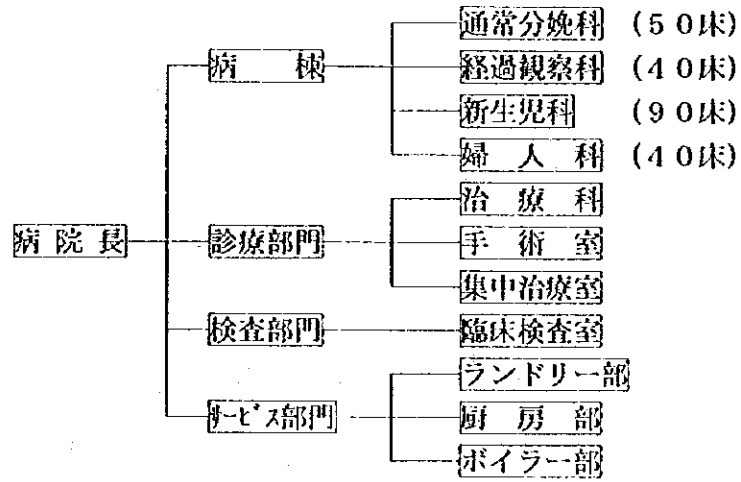 通常分娩科 (50床)
病棟 経過観察科 (40床)
新生児科 (90床)
婦人科 (40床)
治療科
病院長 診療部門 手術室
集中治療室
検査部門 臨床検査室
ランドリー部
サービス部門 厨房部
ボイラー部